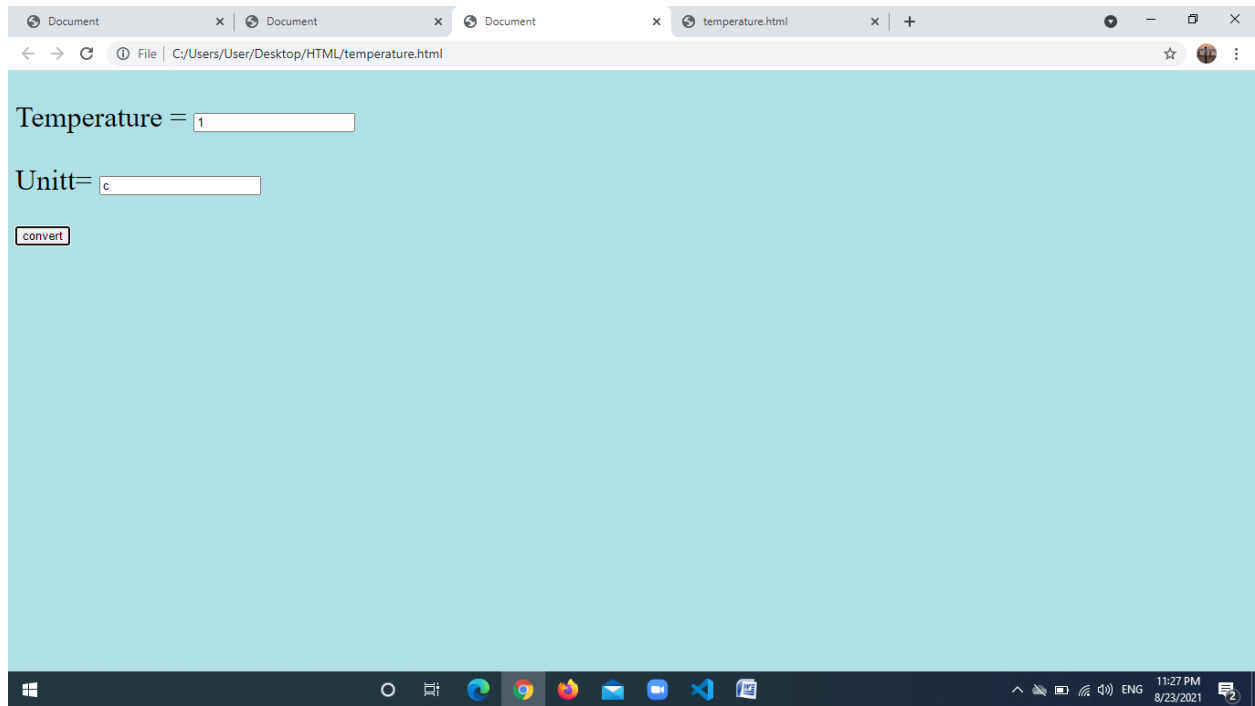 Document
Document
Document
temperature.html
File | C:/Users/User/Desktop/HTML/temperature.html
Temperature = 1
Unitt= c
convert
ENG
11:27 PM
8/23/2021
2